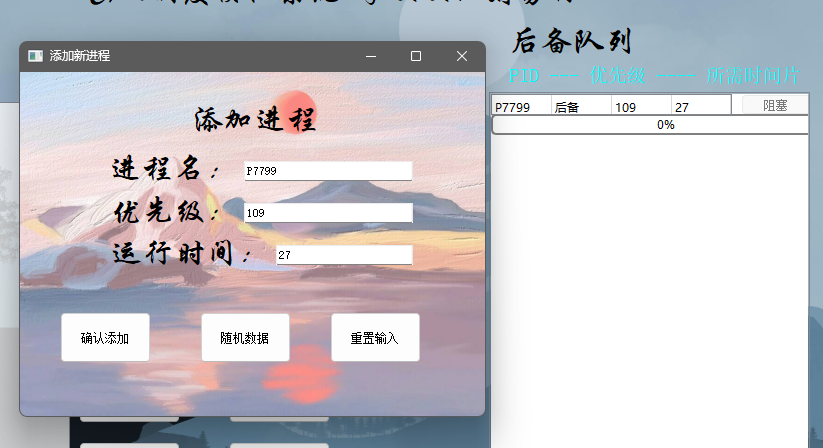 添加新进程
添加进程
进程名：P7799
优先级：109
运行时间：27
确认添加 随机数据 重置输入
后备队列
PID 优先级 所需时间片
P7799 后备 109 27 阻塞
0%